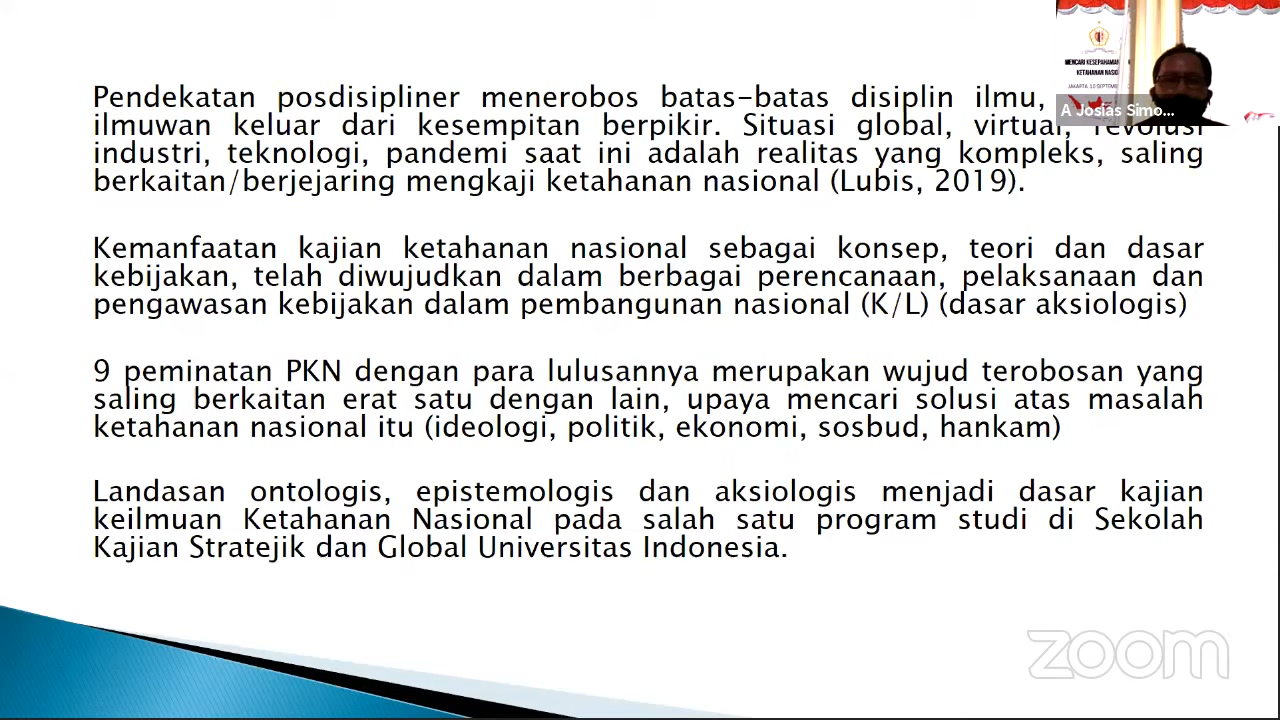 Pendekatan posdisipliner menerobos batas-batas disiplin ilmu,
ilmuwan keluar dari kesempitan berpikir. Situasi global, virtual, revolusi
industri, teknologi, pandemi saat ini adalah realitas yang kompleks, saling
berkaitan/berjejaring mengkaji ketahanan nasional (Lubis, 2019).
Kemanfaatan kajian ketahanan nasional sebagai konsep, teori dan dasar
kebijakan, telah diwujudkan dalam berbagai perencanaan, pelaksanaan dan
pengawasan kebijakan dalam pembangunan nasional (K/L) (dasar aksiologis)
9 peminatan PKN dengan para lulusannya merupakan wujud terobosan yang
saling berkaitan erat satu dengan lain, upaya mencari solusi atas masalah
ketahanan nasional itu (ideologi, politik, ekonomi, sosbud, hankam)
Landasan ontologis, epistemologis dan aksiologis menjadi dasar kajian
keilmuan Ketahanan Nasional pada salah satu program studi di Sekolah
Kajian Stratejik dan Global Universitas Indonesia.
MENCARI KESEPAHAMAN
KETAHANAN NASIO
JAKARTA, 10 SEPTEMB
A Josias Simo...
zoom